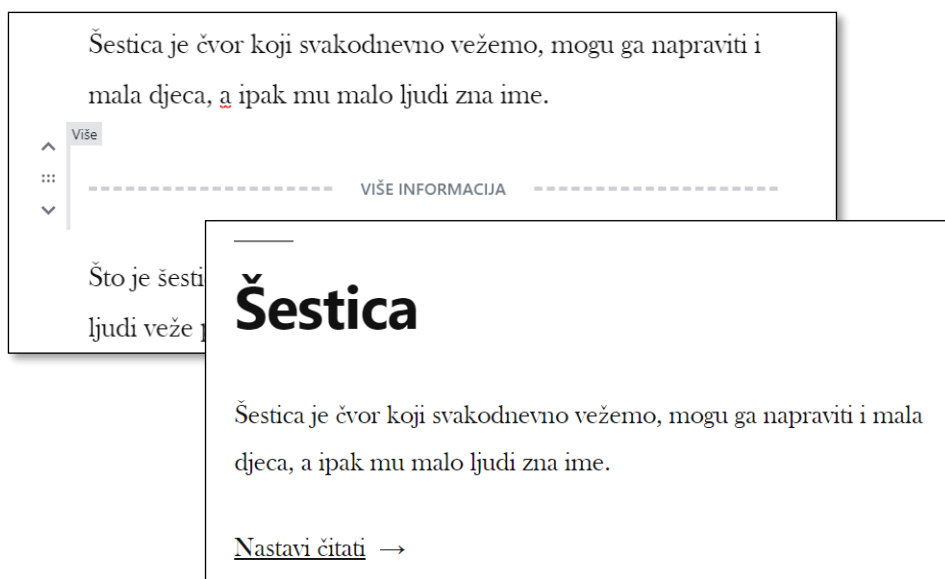 Šestica je čvor koji svakodnevno vežemo, mogu ga napraviti i
mala djeca, a ipak mu malo ljudi zna ime.
Više
VIŠE INFORMACIJA
Što je šesti
ljudi veže
Šestica
Šestica je čvor koji svakodnevno vežemo, mogu ga napraviti i mala
djeca, a ipak mu malo ljudi zna ime.
Nastavi čitati →